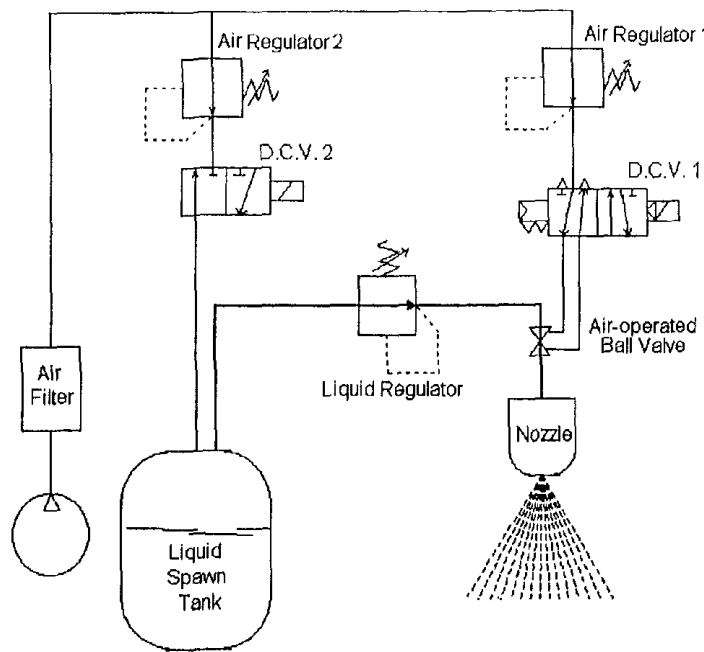 Air Regulator 2
Air Regulator 1
D.C.V. 2
D.C.V. 1
Air-operated
Ball Valve
Air
Filter
Liquid Regulator
Nozzle
Liquid
Spawn
Tank